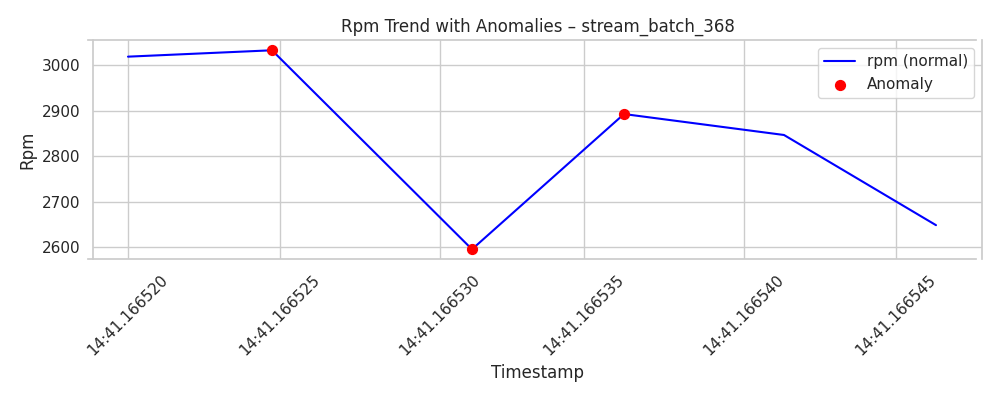 Rpm Trend with Anomalies – stream_batch_368
rpm (normal)
Anomaly
Rpm
3000
2900
2800
2700
2600
14:41.166520
14:41.166525
14:41.166530
14:41.166535
14:41.166540
14:41.166545
Timestamp